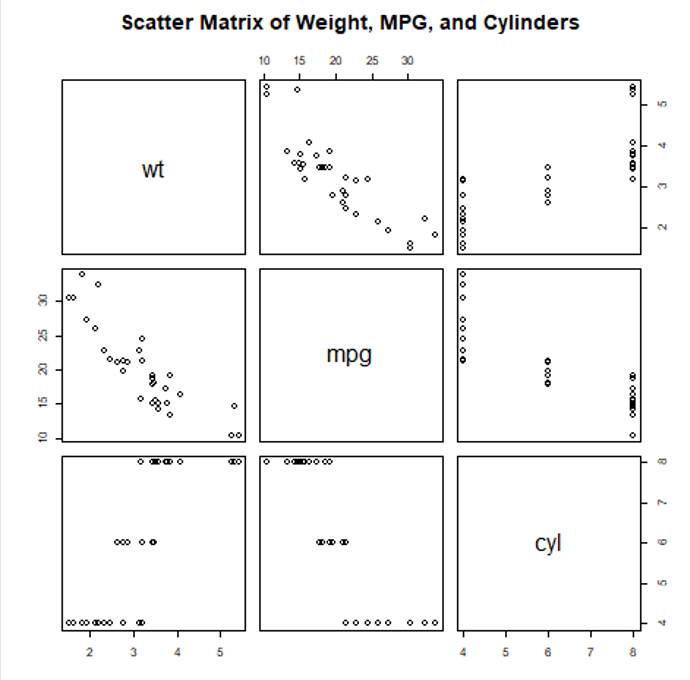 Scatter Matrix of Weight, MPG, and Cylinders
10 15 20 25 30
wt
5
4
3
2
30
25
20
15
10
mpg
cyl
8
7
6
5
4
2 3 4 5
4 5 6 7 8